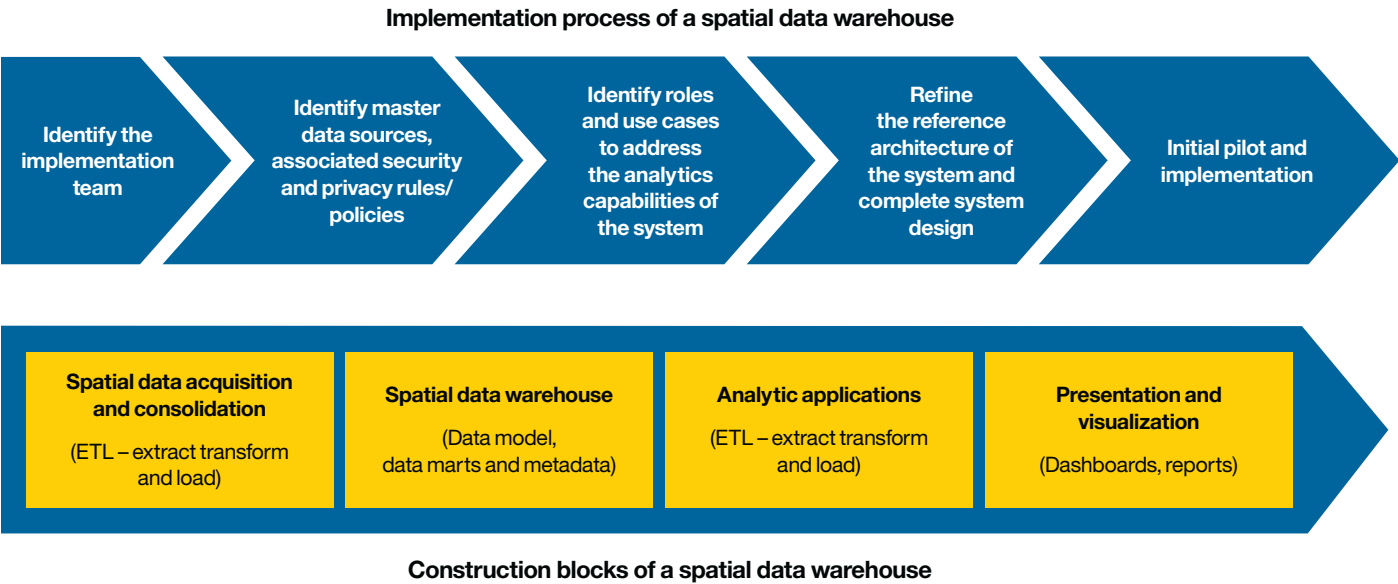 Implementation process of a spatial data warehouse
Identify the
implementation
team
Identify master
data sources,
associated security
and privacy rules/
policies
Identify roles
and use cases
to address
the analytics
capabilities of
the system
Refine
the reference
architecture of
the system and
complete system
design
Initial pilot and
implementation
Spatial data acquisition
and consolidation
(ETL – extract transform
and load)
Spatial data warehouse
(Data model,
data marts and metadata)
Analytic applications
(ETL – extract transform
and load)
Presentation and
visualization
(Dashboards, reports)
Construction blocks of a spatial data warehouse